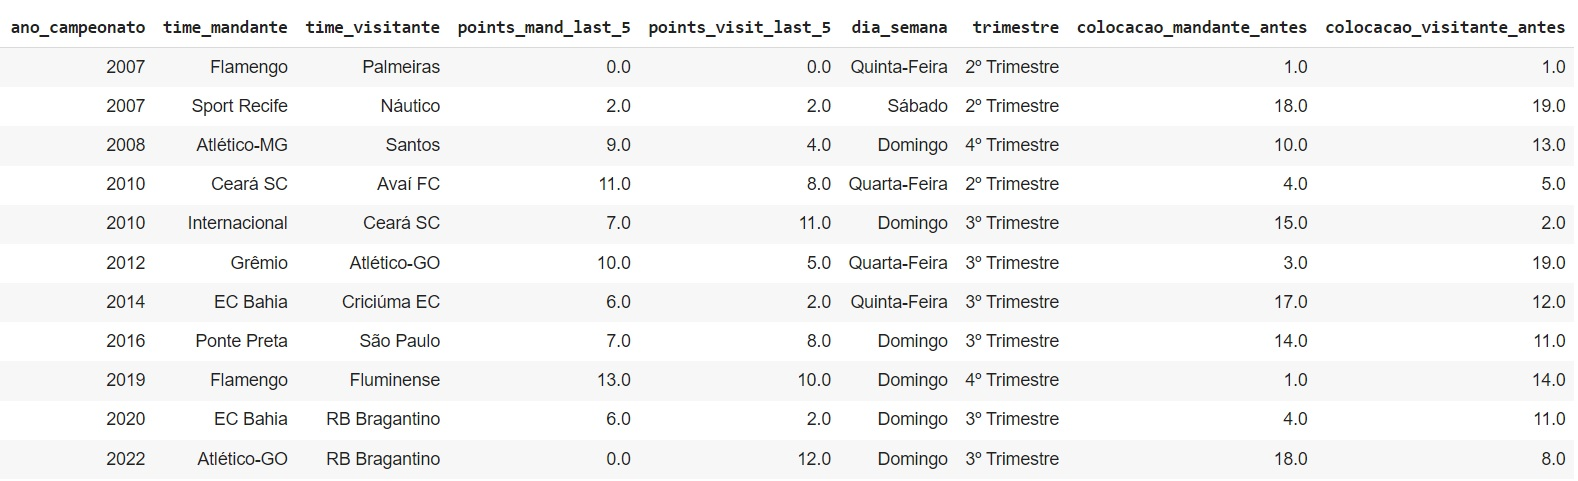 ano_campeonato time_mandante time_visitante points_mand_last_5 points_visit_last_5 dia_semana trimestre colocacao_mandante_antes colocacao_visitante_antes
2007 Flamengo Palmeiras 0.0 0.0 Quinta-Feira 2º Trimestre 1.0 1.0
2007 Sport Recife Náutico 2.0 2.0 Sábado 2º Trimestre 18.0 19.0
2008 Atlético-MG Santos 9.0 4.0 Domingo 4º Trimestre 10.0 13.0
2010 Ceará SC Avaí FC 11.0 8.0 Quarta-Feira 2º Trimestre 4.0 5.0
2010 Internacional Ceará SC 7.0 11.0 Domingo 3º Trimestre 15.0 2.0
2012 Grêmio Atlético-GO 10.0 5.0 Quarta-Feira 3º Trimestre 3.0 19.0
2014 EC Bahia Criciúma EC 6.0 2.0 Quinta-Feira 3º Trimestre 17.0 12.0
2016 Ponte Preta São Paulo 7.0 8.0 Domingo 3º Trimestre 14.0 11.0
2019 Flamengo Fluminense 13.0 10.0 Domingo 4º Trimestre 1.0 14.0
2020 EC Bahia RB Bragantino 6.0 2.0 Domingo 3º Trimestre 4.0 11.0
2022 Atlético-GO RB Bragantino 0.0 12.0 Domingo 3º Trimestre 18.0 8.0